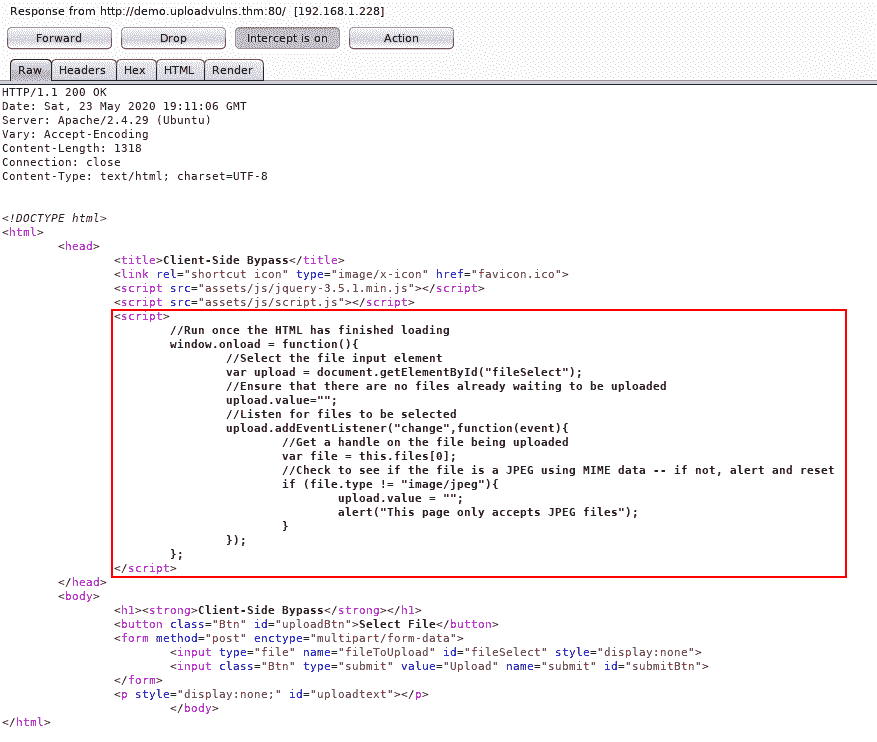 Response from http://demo.uploadvulns.thm:80/ [192.168.1.228]
Forward Drop Intercept is on Action
Raw Headers Hex HTML Render
HTTP/1.1 200 OK
Date: Sat, 23 May 2020 19:11:06 GMT
Server: Apache/2.4.29 (Ubuntu)
Vary: Accept-Encoding
Content-Length: 1318
Connection: close
Content-Type: text/html; charset=UTF-8
<!DOCTYPE html>
<html>
<head>
<title>Client-Side Bypass</title>
<link rel="shortcut icon" type="image/x-icon" href="favicon.ico">
<script src="assets/js/jquery-3.5.1.min.js"></script>
<script src="assets/js/script.js"></script>
<script>
//Run once the HTML has finished loading
window.onload = function(){
//Select the file input element
var upload = document.getElementById("fileSelect");
//Ensure that there are no files already waiting to be uploaded
upload.value="";
//Listen for files to be selected
upload.addEventListener("change",function(event){
//Get a handle on the file being uploaded
var file = this.files[0];
//Check to see if the file is a JPEG using MIME data -- if not, alert and reset
if (file.type != "image/jpeg"){
upload.value = "";
alert("This page only accepts JPEG files");
}
});
};
</script>
</head>
<body>
<h1><strong>Client-Side Bypass</strong></h1>
<button class="Btn" id="uploadBtn">Select File</button>
<form method="post" enctype="multipart/form-data">
<input type="file" name="fileToUpload" id="fileSelect" style="display:none">
<input class="Btn" type="submit" value="Upload" name="submit" id="submitBtn">
</form>
<p style="display:none;" id="uploadtext"></p>
</body>
</html>